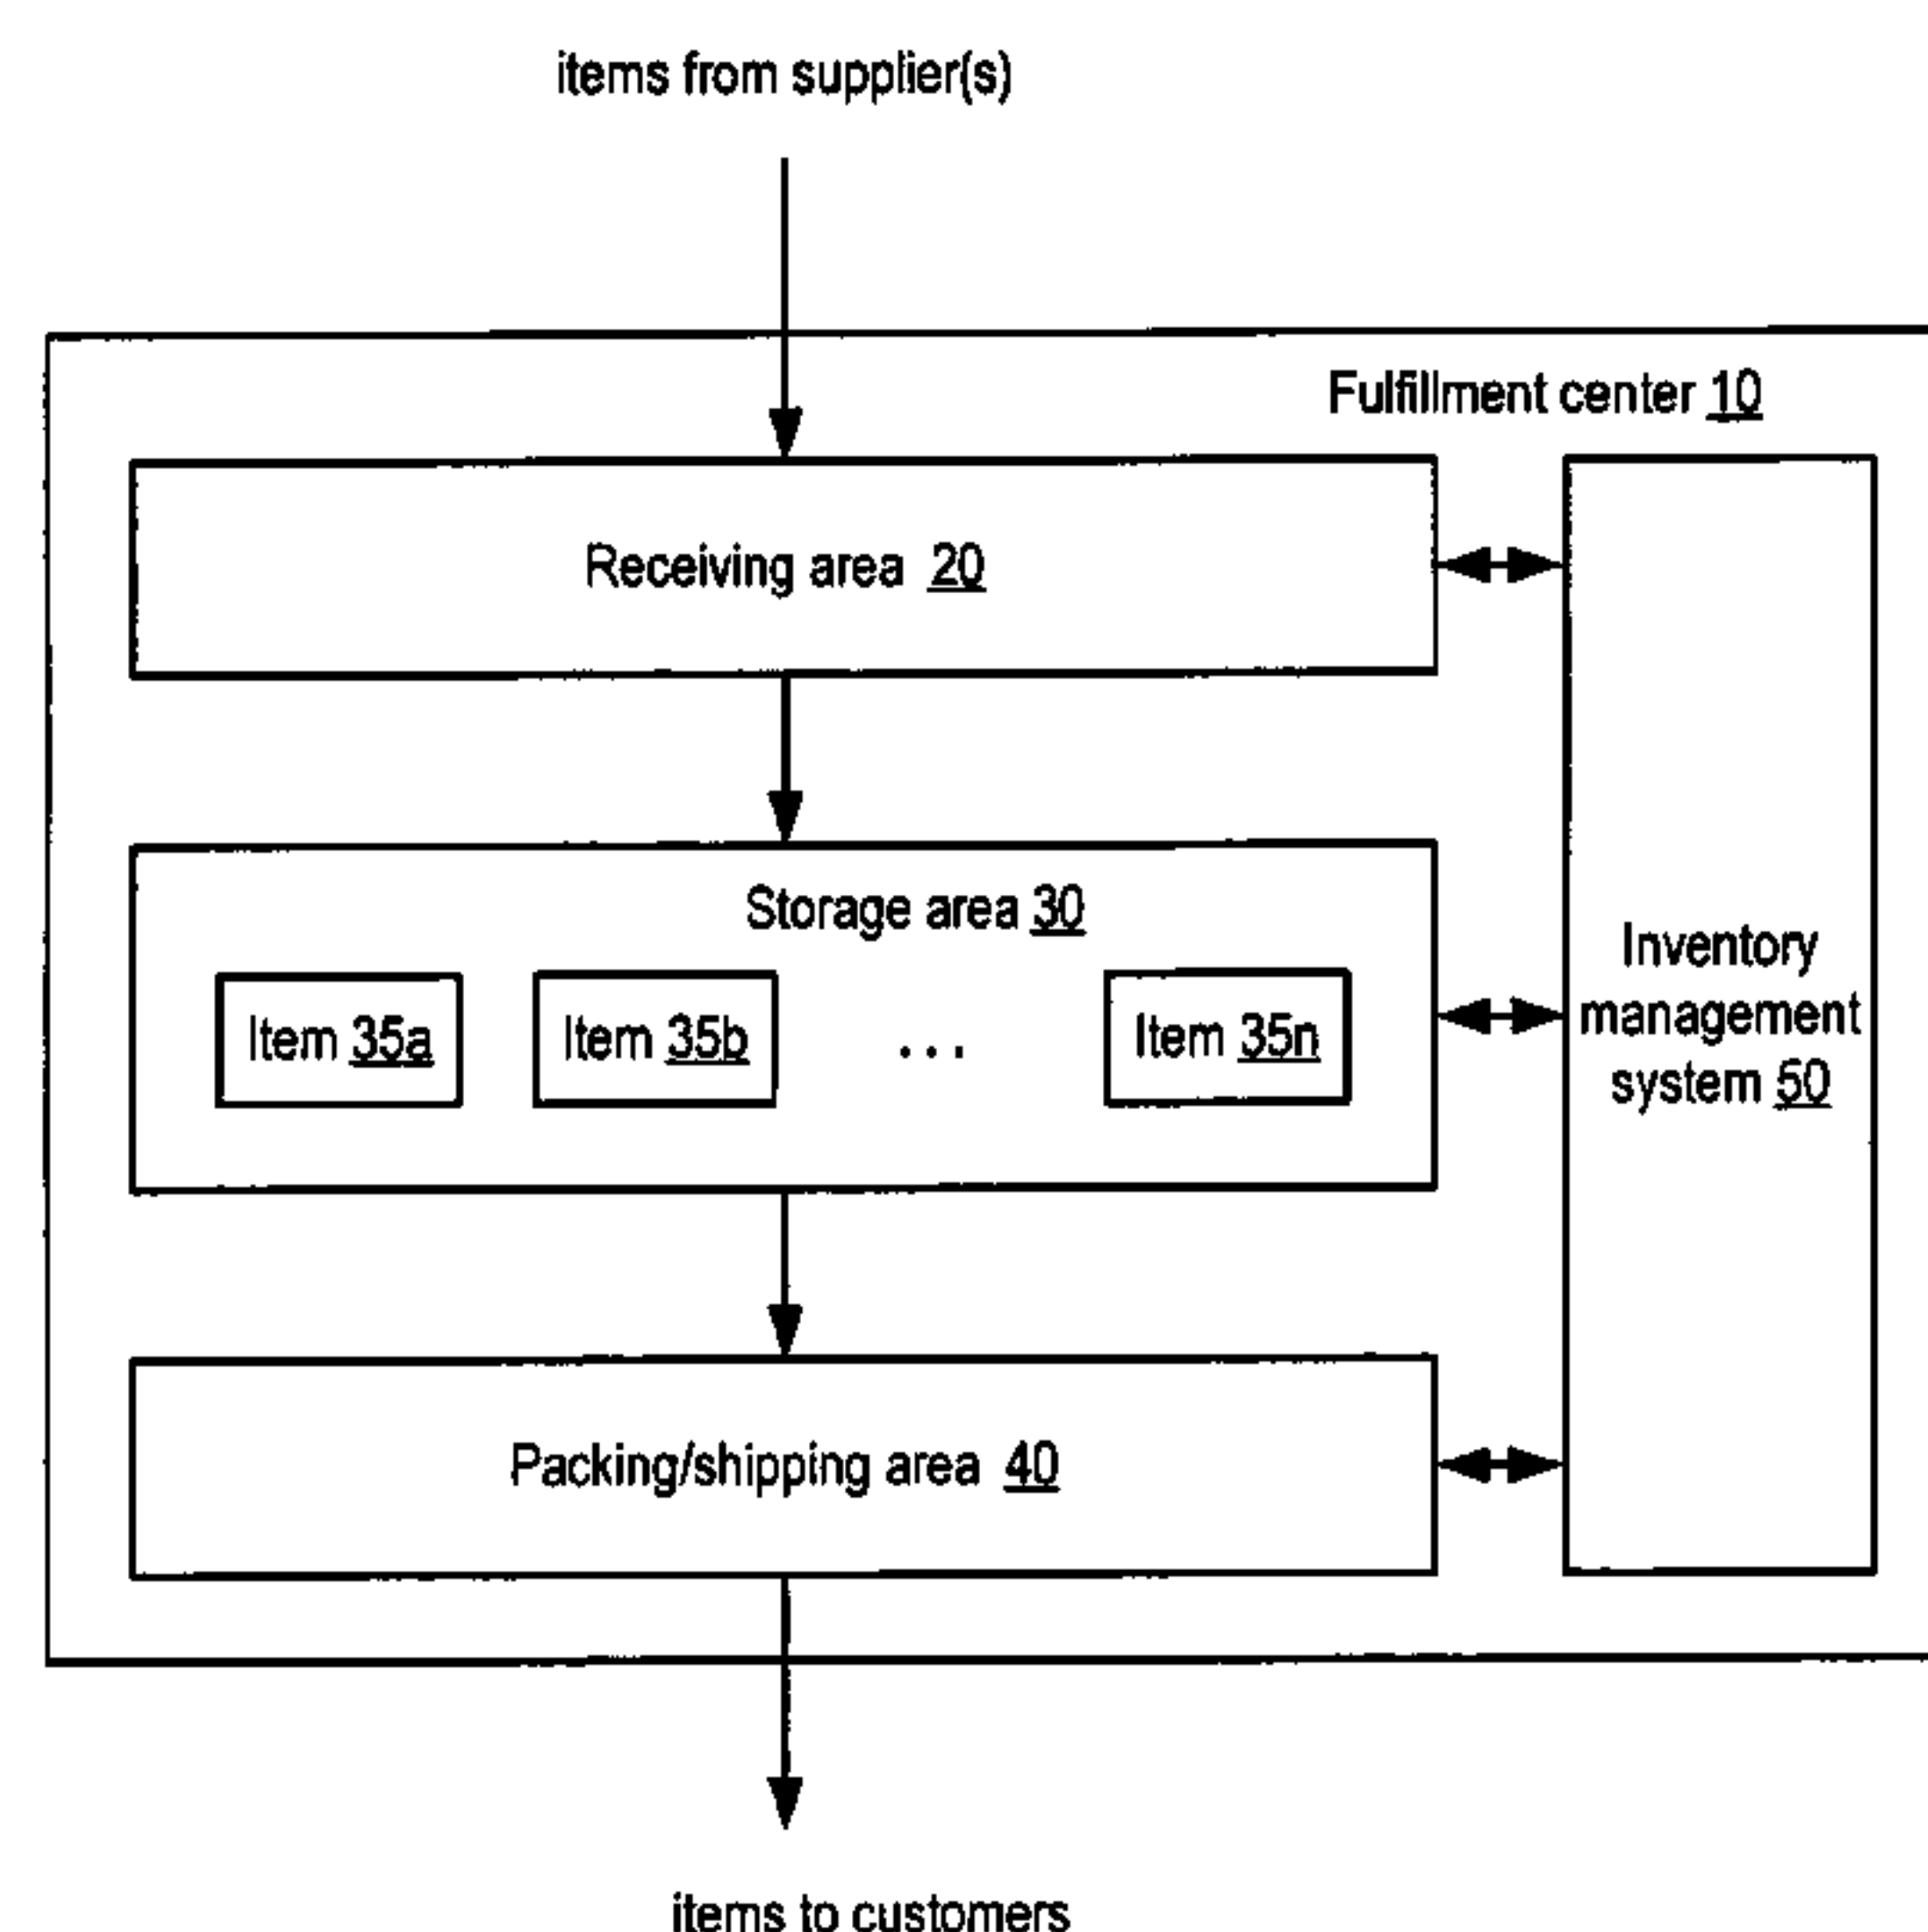 items from supplier(s)
Fulfillment center 10
Receiving area 20
Storage area 30
Item 35a
Item 35b
...
Item 35n
Inventory
management
system 50
Packing/shipping area 40
items to customers